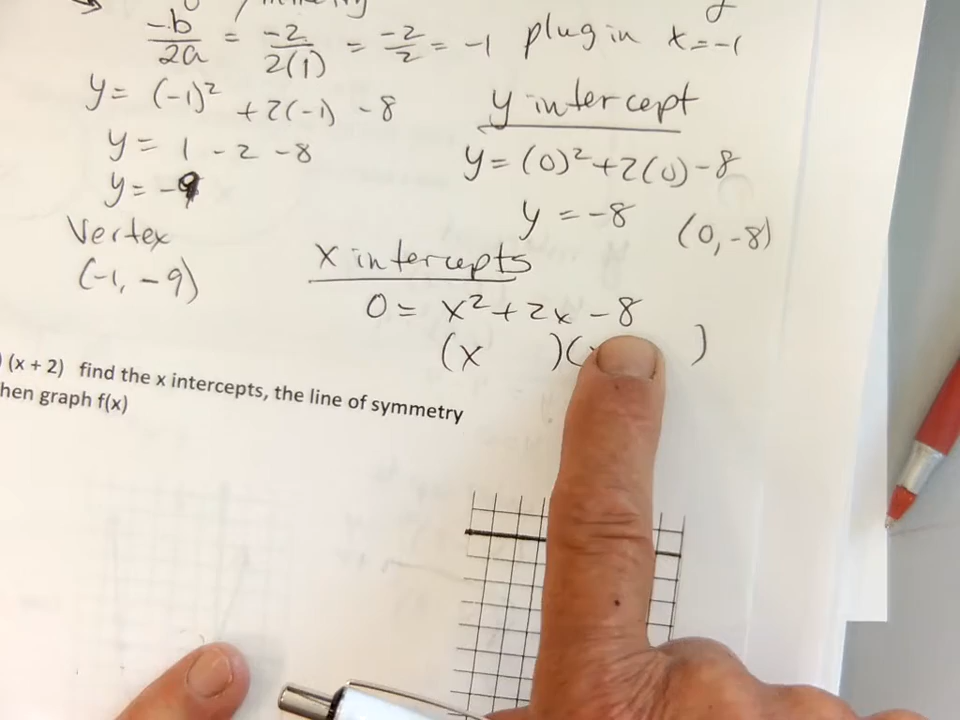 -b/2a = -2/2(1) = -2/2 = -1 plug in x=-1
y= (-1)² +2(-1) -8
y= 1 -2 -8
y= -9
Vertex
(-1, -9)
y intercept
y=(0)²+2(0)-8
y = -8 (0,-8)
x intercepts
0= x²+2x-8
(x )( )
(x + 2) find the x intercepts, the line of symmetry
hen graph f(x)